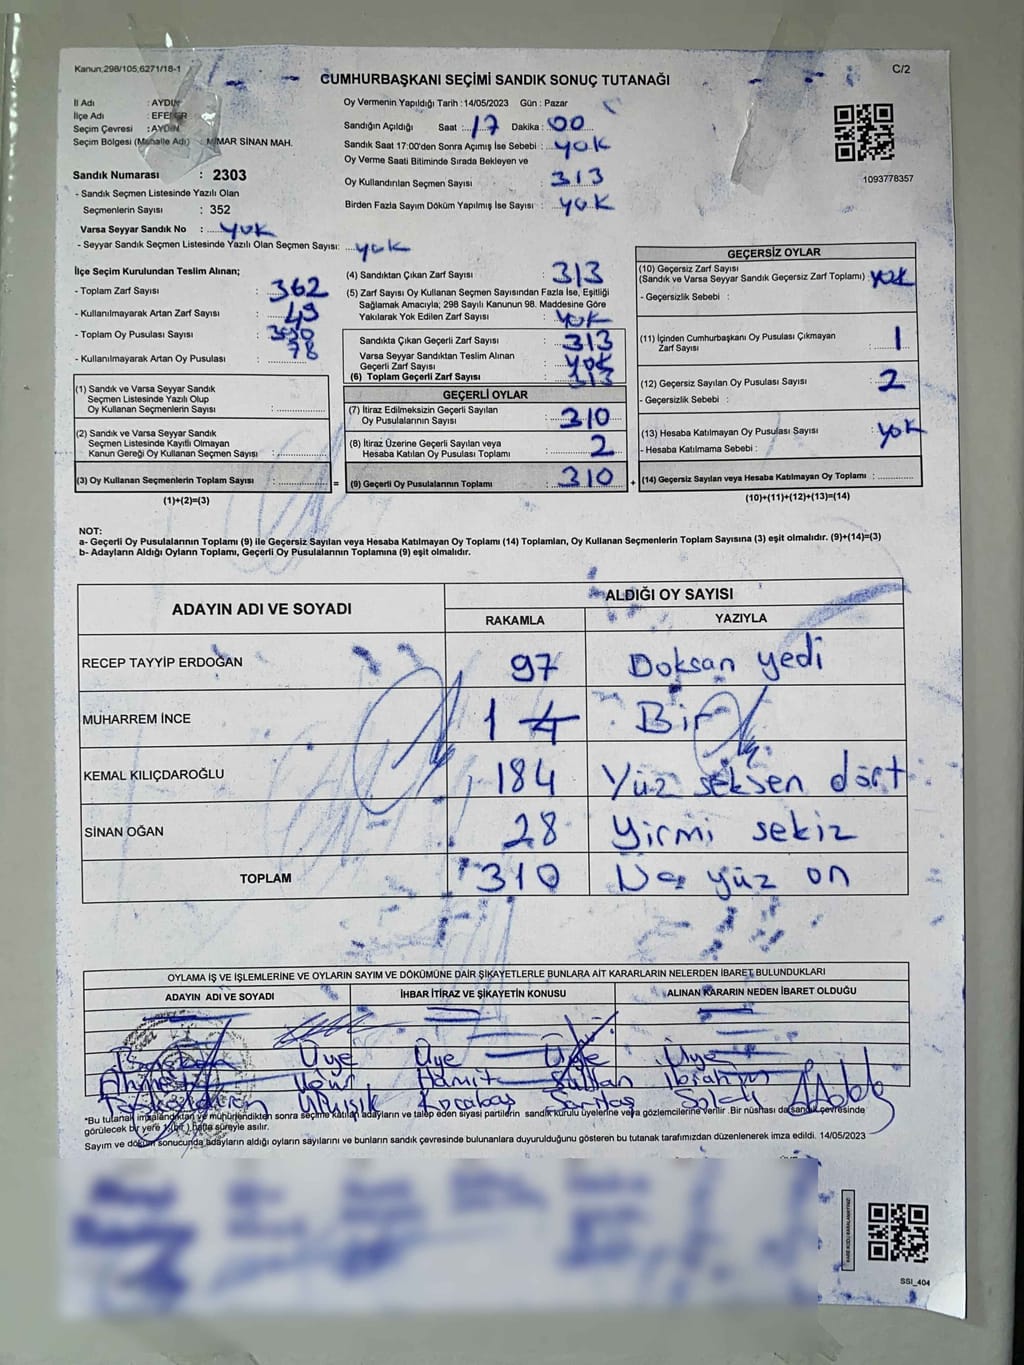 Kanun;298/105,6271/18-1
C/2
CUMHURBAŞKANI SEÇİMİ SANDIK SONUÇ TUTANAĞI
İl Adı : AYDIN
İlçe Adı : EFELER
Seçim Çevresi : AYDIN
Seçim Bölgesi (Mahalle Adı) : MİMAR SİNAN MAH.
Sandık Numarası : 2303
- Sandık Seçmen Listesinde Yazılı Olan
Seçmenlerin Sayısı : 352
Varsa Seyyar Sandık No : yok
- Seyyar Sandık Seçmen Listesinde Yazılı Olan Seçmen Sayısı: yok
Oy Vermenin Yapıldığı Tarih : 14/05/2023 Gün : Pazar
Sandığın Açıldığı Saat : 17 Dakika : 00
Sandık Saat 17:00'den Sonra Açımış İse Sebebi : yok
Oy Verme Saati Bitiminde Sırada Bekleyen ve
Oy Kullandırılan Seçmen Sayısı : 313
Birden Fazla Sayım Döküm Yapılmış İse Sayısı : yok
1093778357
İlçe Seçim Kurulundan Teslim Alınan;
- Toplam Zarf Sayısı : 362
- Kullanılmayarak Artan Zarf Sayısı : 49
- Toplam Oy Pusulası Sayısı :
- Kullanılmayarak Artan Oy Pusulası : 78
(1) Sandık ve Varsa Seyyar Sandık
Seçmen Listesinde Yazılı Olup
Oy Kullanan Seçmenlerin Sayısı :
(2) Sandık ve Varsa Seyyar Sandık
Seçmen Listesinde Kayıtlı Olmayan
Kanun Gereği Oy Kullanan Seçmen Sayısı :
(3) Oy Kullanan Seçmenlerin Toplam Sayısı :
(1)+(2)=(3)
(4) Sandıktan Çıkan Zarf Sayısı : 313
(5) Zarf Sayısı Oy Kullanan Seçmen Sayısından Fazla İse, Eşitliği
Sağlamak Amacıyla; 298 Sayılı Kanunun 98. Maddesine Göre
Yakılarak Yok Edilen Zarf Sayısı : yok
Sandıkta Çıkan Geçerli Zarf Sayısı : 313
Varsa Seyyar Sandıktan Teslim Alınan
Geçerli Zarf Sayısı : yok
(6) Toplam Geçerli Zarf Sayısı : 313
GEÇERLİ OYLAR
(7) İtiraz Edilmeksizin Geçerli Sayılan
Oy Pusulalarının Sayısı : 310
(8) İtiraz Üzerine Geçerli Sayılan veya
Hesaba Katılan Oy Pusulası Toplamı : 2
(9) Geçerli Oy Pusulalarının Toplamı : 310
GEÇERSİZ OYLAR
(10) Geçersiz Zarf Sayısı
(Sandık ve Varsa Seyyar Sandık Geçersiz Zarf Toplamı) : yok
- Geçersizlik Sebebi :
(11) İçinden Cumhurbaşkanı Oy Pusulası Çıkmayan
Zarf Sayısı : 1
(12) Geçersiz Sayılan Oy Pusulası Sayısı : 2
- Geçersizlik Sebebi :
(13) Hesaba Katılmayan Oy Pusulası Sayısı : yok
- Hesaba Katılmama Sebebi :
(14) Geçersiz Sayılan veya Hesaba Katılmayan Oy Toplamı :
(10)+(11)+(12)+(13)=(14)
NOT:
a- Geçerli Oy Pusulalarının Toplamı (9) ile Geçersiz Sayılan veya Hesaba Katılmayan Oy Toplamı (14) Toplamları, Oy Kullanan Seçmenlerin Toplam Sayısına (3) eşit olmalıdır. (9)+(14)=(3)
b- Adayların Aldığı Oyların Toplamı, Geçerli Oy Pusulalarının Toplamına (9) eşit olmalıdır.
ADAYIN ADI VE SOYADI
ALDIĞI OY SAYISI
RAKAMLA YAZIYLA
RECEP TAYYİP ERDOĞAN 97 Doksan yedi
MUHARREM İNCE 1 4 Bir
KEMAL KILIÇDAROĞLU 184 Yüz seksen dört
SİNAN OĞAN 28 Yirmi sekiz
TOPLAM 310 Üç yüz on
OYLAMA İŞ VE İŞLEMLERİNE VE OYLARIN SAYIM VE DÖKÜMÜNE DAİR ŞİKAYETLERLE BUNLARA AİT KARARLARIN NELERDEN İBARET BULUNDUKLARI
ADAYIN ADI VE SOYADI İHBAR İTİRAZ VE ŞİKAYETİN KONUSU ALINAN KARARIN NEDEN İBARET OLDUĞU
Başkan Üye Üye Üye Üye
Ahmet Hamit Sultan İbrahim
Kocabaş
*Bu tutanak imzalandıktan ve mühürlendikten sonra seçime katılan adayların ve talep eden siyasi partilerin sandık kurulu üyelerine veya gözlemcilerine verilir .Bir nüshası da sandık çevresinde
görülecek bir yere 1 (bir ) hafta süreyle asılır.
Sayım ve döküm sonucunda adayların aldığı oyların sayılarını ve bunların sandık çevresinde bulunanlara duyurulduğunu gösteren bu tutanak tarafımızdan düzenlenerek imza edildi. 14/05/2023
SSI_404